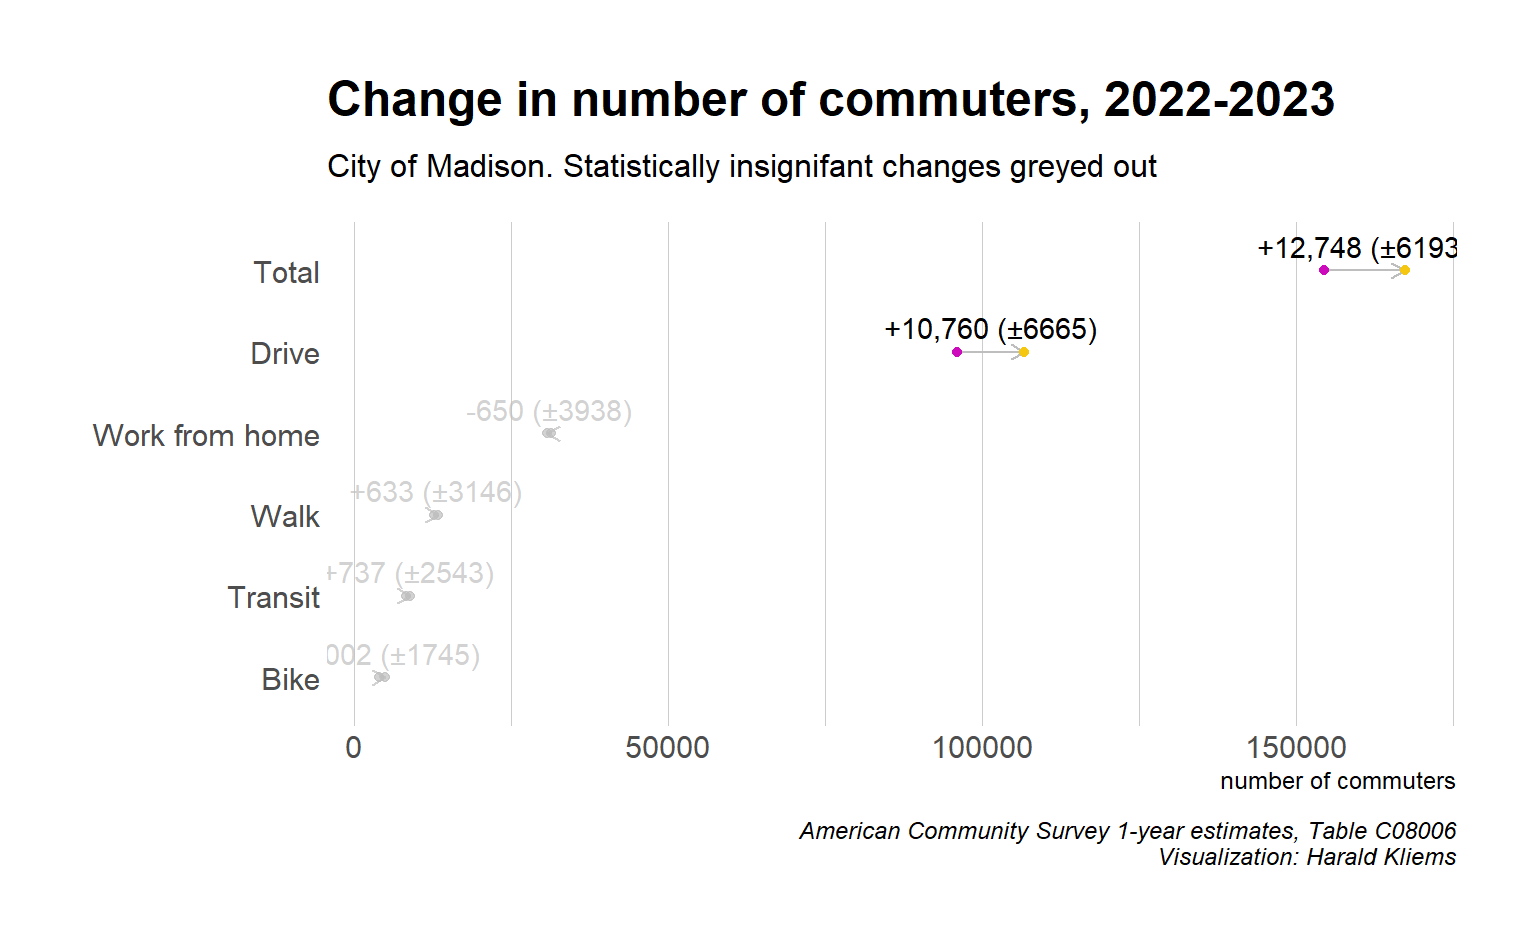 Change in number of commuters, 2022-2023
City of Madison. Statistically insignifant changes greyed out
Total
+12,748 (±6193
Drive
+10,760 (±6665)
Work from home
-650 (±3938)
Walk
+633 (±3146)
Transit
+737 (±2543)
Bike
002 (±1745)
0 50000 100000 150000
number of commuters
American Community Survey 1-year estimates, Table C08006
Visualization: Harald Kliems